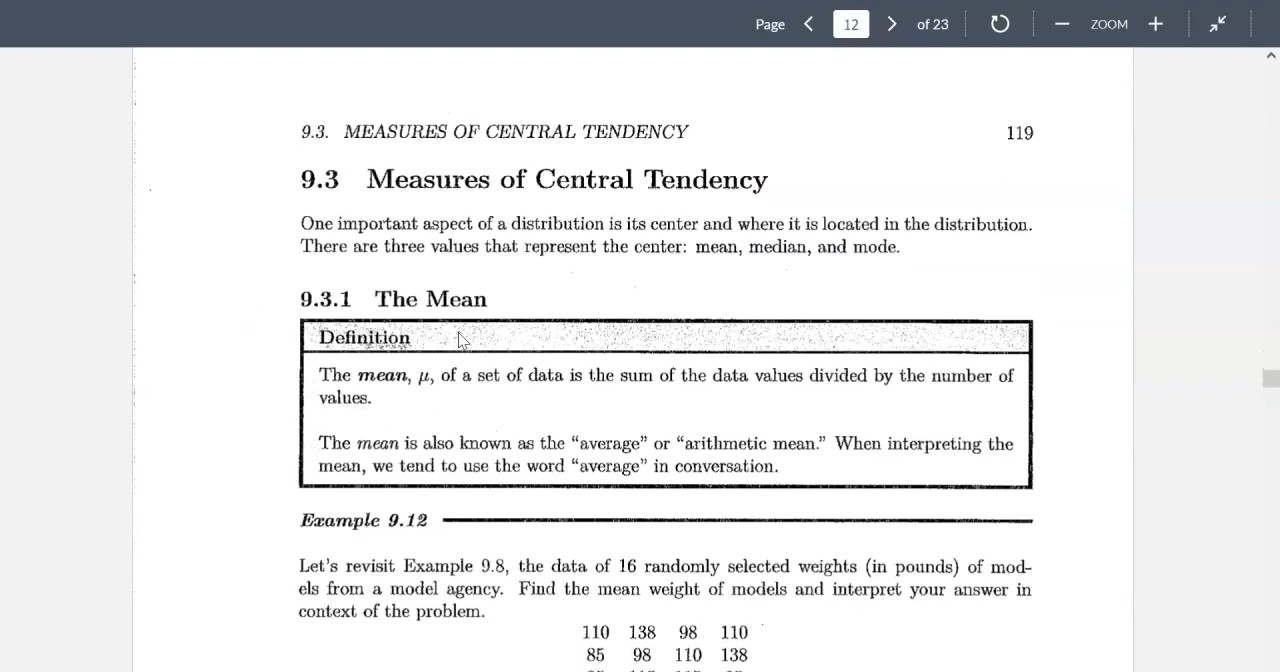 Page 12 of 23 ZOOM
9.3. MEASURES OF CENTRAL TENDENCY 119
9.3 Measures of Central Tendency
One important aspect of a distribution is its center and where it is located in the distribution.
There are three values that represent the center: mean, median, and mode.
9.3.1 The Mean
Definition
The mean, μ, of a set of data is the sum of the data values divided by the number of
values.
The mean is also known as the “average” or “arithmetic mean.” When interpreting the
mean, we tend to use the word “average” in conversation.
Example 9.12
Let’s revisit Example 9.8, the data of 16 randomly selected weights (in pounds) of mod-
els from a model agency. Find the mean weight of models and interpret your answer in
context of the problem.
110 138 98 110
85 98 110 138